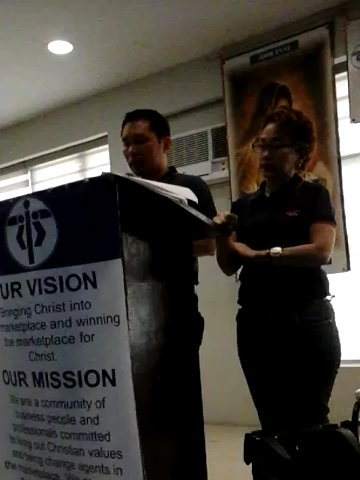 UR VISION
Bringing Christ into
marketplace and winning
the marketplace for
Christ.
OUR MISSION
We are a community of
business people and
professionals committed
to living out Christian values
and being change agents in
the marketplace. We